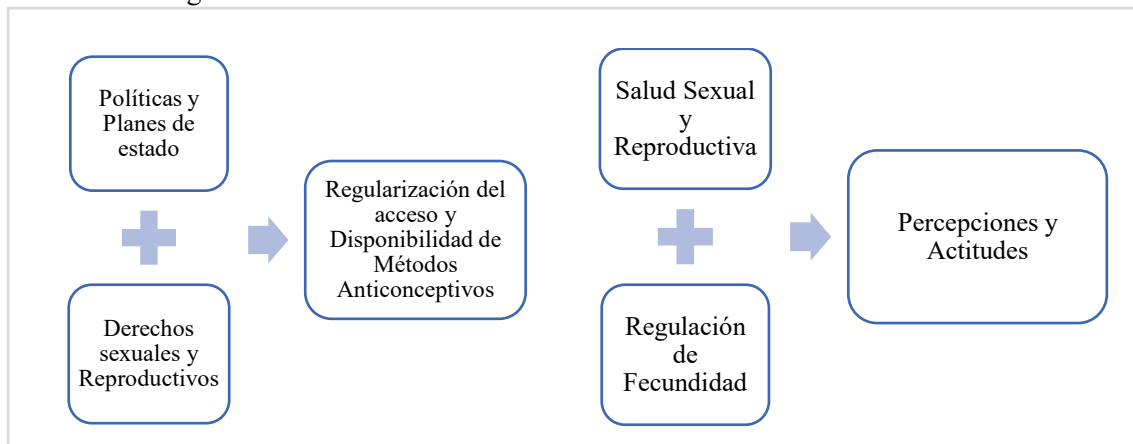 Políticas y
Planes de
estado
Derechos
sexuales y
Reproductivos
Regularización del
acceso y
Disponibilidad de
Métodos
Anticonceptivos
Salud Sexual
y
Reproductiva
Regulación
de
Fecundidad
Percepciones y
Actitudes